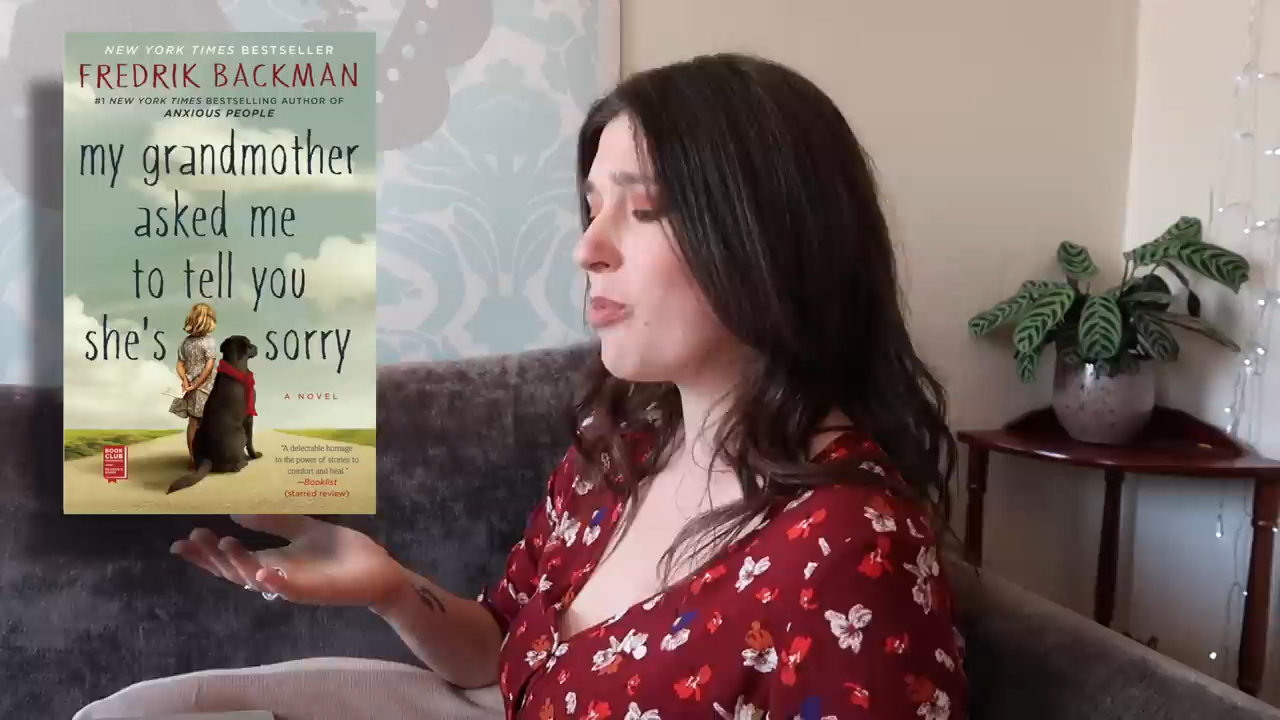 NEW YORK TIMES BESTSELLER
FREDRIK BACKMAN
#1 NEW YORK TIMES BESTSELLING AUTHOR OF
ANXIOUS PEOPLE
my grandmother
asked me
to tell you
she's sorry
A NOVEL
BOOK
CLUB
"A delectable homage
to the power of stories to
comfort and heal."
—Booklist
(starred review)